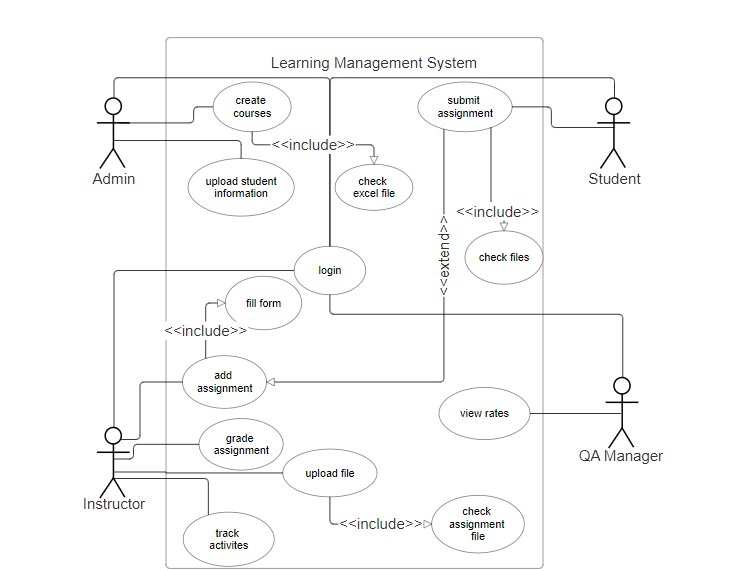 Learning Management System
create
courses
submit
assignment
<<include>>
Admin
upload student
information
check
excel file
Student
<<include>>
<<extend>>
check files
login
fill form
<<include>>
add
assignment
view rates
grade
assignment
QA Manager
upload file
Instructor
check
assignment
file
<<include>>
track
activites